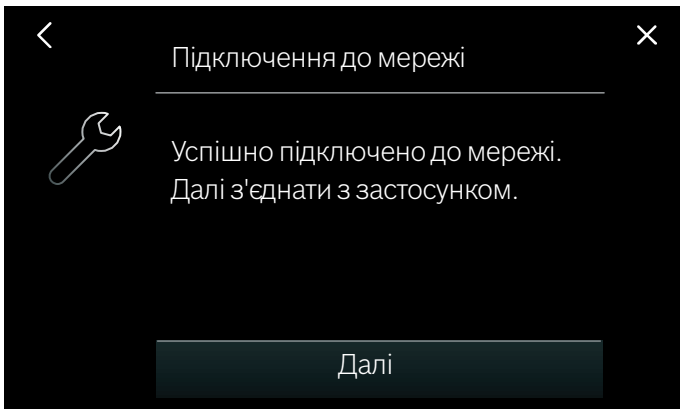 Підключення до мережі
Успішно підключено до мережі.
Далі з'єднати з застосунком.
Далі